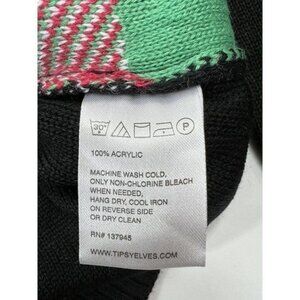 30°
P
100% ACRYLIC
MACHINE WASH COLD,
ONLY NON-CHLORINE BLEACH
WHEN NEEDED,
HANG DRY, COOL IRON
ON REVERSE SIDE
OR DRY CLEAN
RN# 137945
WWW.TIPSYELVES.COM